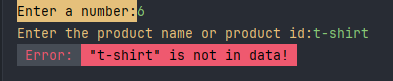 Enter a number:6
Enter the product name or product id:t-shirt
Error: "t-shirt" is not in data!